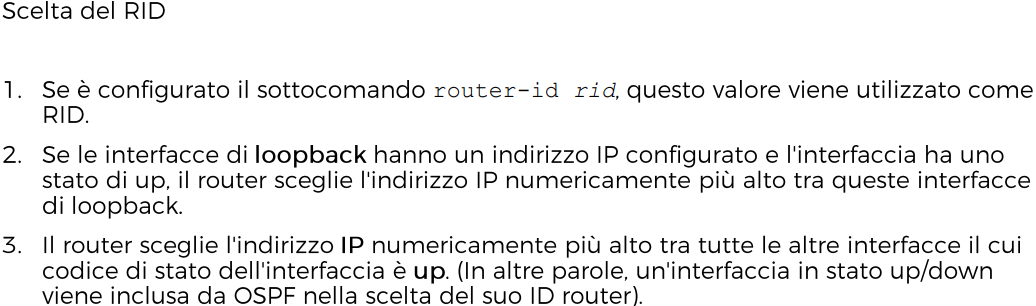 Scelta del RID
1. Se è configurato il sottocomando router-id rid, questo valore viene utilizzato come
RID.
2. Se le interfacce di loopback hanno un indirizzo IP configurato e l'interfaccia ha uno
stato di up, il router sceglie l'indirizzo IP numericamente più alto tra queste interfacce
di loopback.
3. Il router sceglie l'indirizzo IP numericamente più alto tra tutte le altre interfacce il cui
codice di stato dell'interfaccia è up. (In altre parole, un'interfaccia in stato up/down
viene inclusa da OSPF nella scelta del suo ID router).